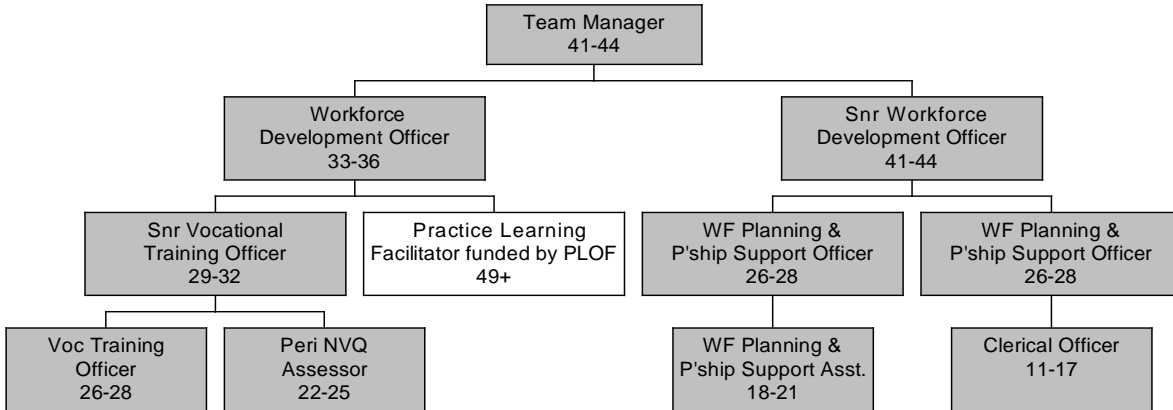 Team Manager
41-44
Workforce
Development Officer
33-36
Snr Workforce
Development Officer
41-44
Snr Vocational
Training Officer
29-32
Practice Learning
Facilitator funded by PLOF
49+
WF Planning &
P'ship Support Officer
26-28
WF Planning &
P'ship Support Officer
26-28
Voc Training
Officer
26-28
Peri NVQ
Assessor
22-25
WF Planning &
P'ship Support Asst.
18-21
Clerical Officer
11-17